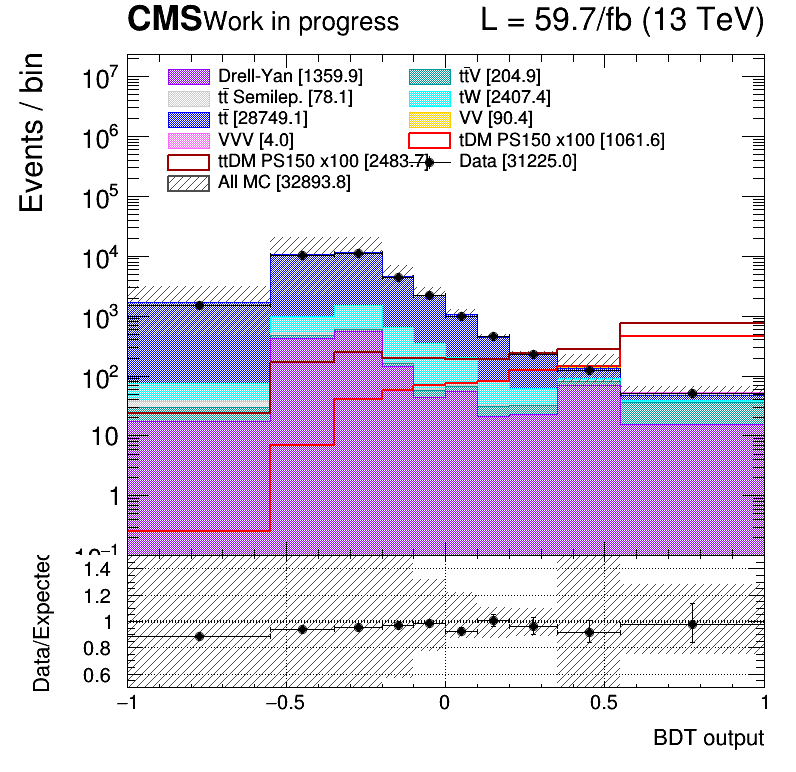 CMS Work in progress L = 59.7/fb (13 TeV)
Events / bin
10⁷
10⁶
10⁵
10⁴
10³
10²
10
1
10⁻¹
Drell-Yan [1359.9] tt̄V [204.9]
tt̄ Semilep. [78.1] tW [2407.4]
tt̄ [28749.1] VV [90.4]
VVV [4.0] tDM PS150 x100 [1061.6]
ttDM PS150 x100 [2483.7] Data [31225.0]
All MC [32893.8]
Data/Expected
1.4
1.2
1
0.8
0.6
−1 −0.5 0 0.5 1
BDT output